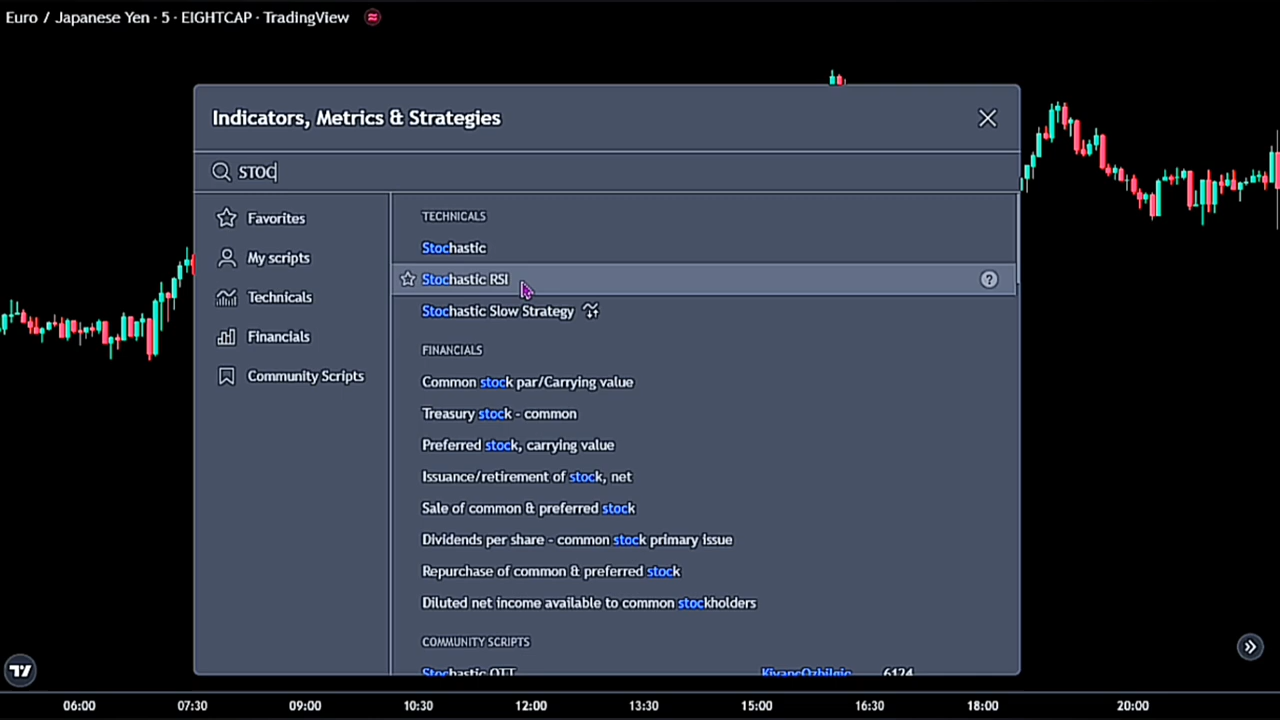 Euro / Japanese Yen · 5 · EIGHTCAP · TradingView
Indicators, Metrics & Strategies
STOC
Favorites
My scripts
Technicals
Financials
Community Scripts
TECHNICALS
Stochastic
Stochastic RSI
Stochastic Slow Strategy
FINANCIALS
Common stock par/Carrying value
Treasury stock - common
Preferred stock, carrying value
Issuance/retirement of stock, net
Sale of common & preferred stock
Dividends per share - common stock primary issue
Repurchase of common & preferred stock
Diluted net income available to common stockholders
COMMUNITY SCRIPTS
Stochastic OTT KivancOzbilgic 6124
06:00 07:30 09:00 10:30 12:00 13:30 15:00 16:30 18:00 20:00